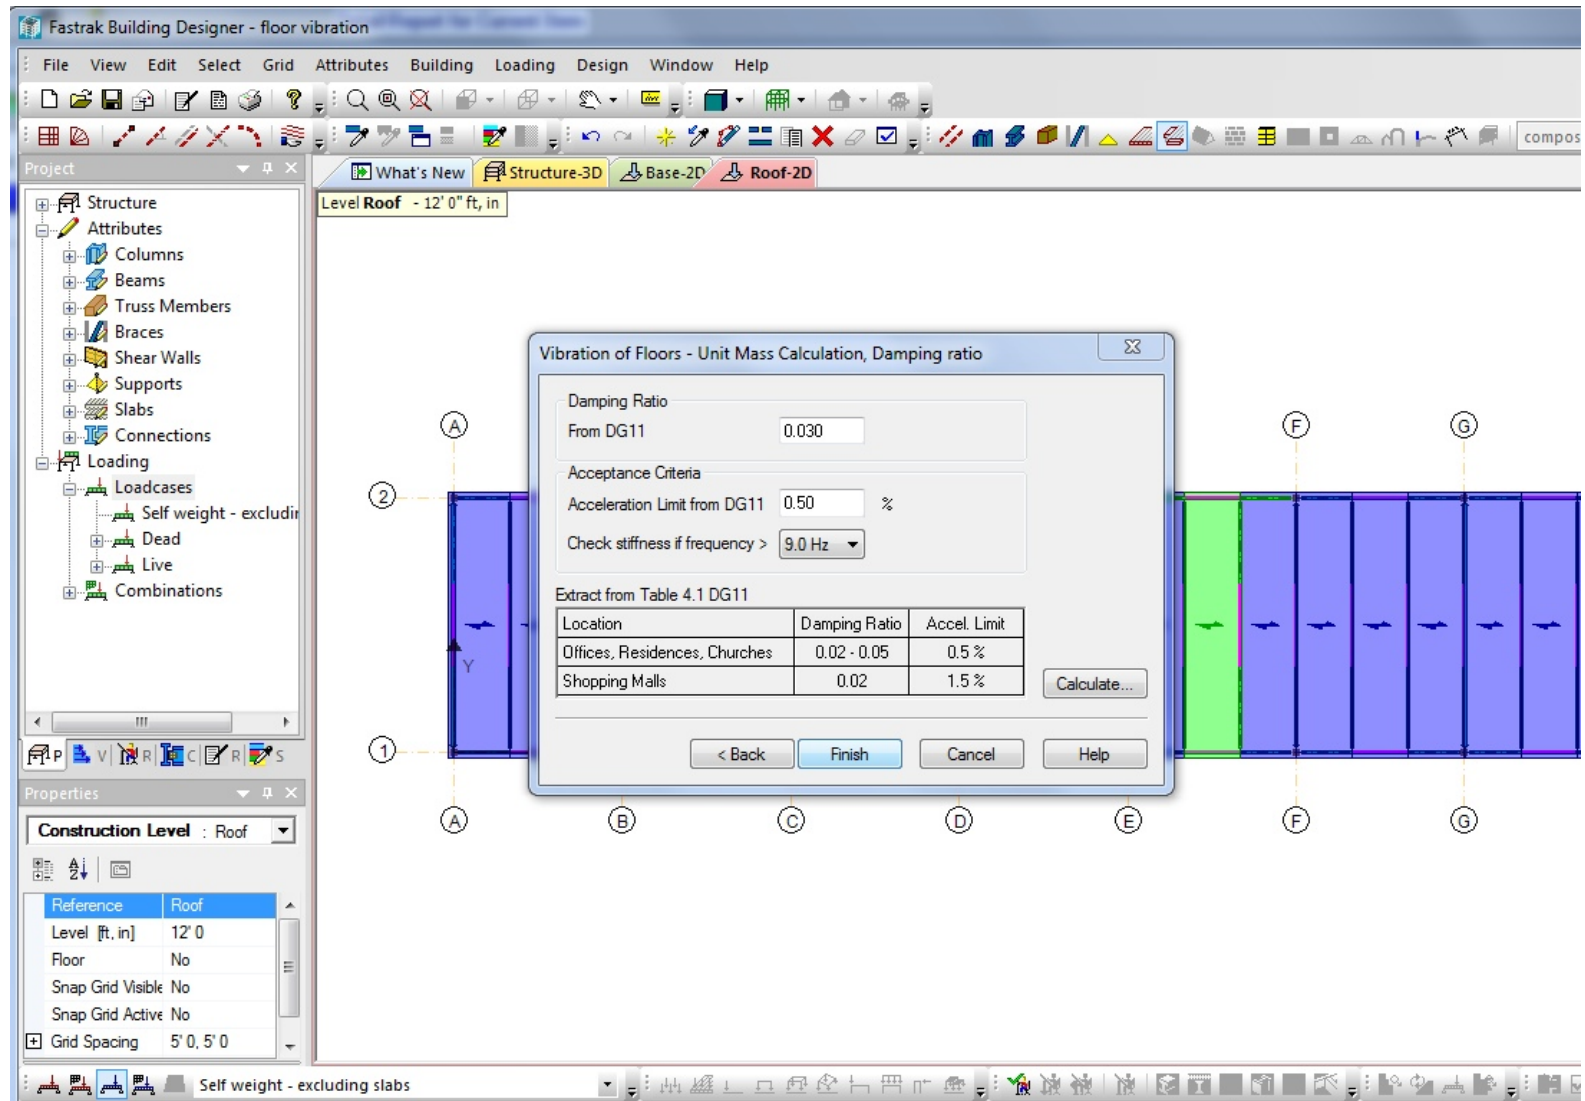 Fastrak Building Designer - floor vibration
File View Edit Select Grid Attributes Building Loading Design Window Help
compos
Project
What's New Structure-3D Base-2D Roof-2D
Level Roof - 12' 0" ft, in
Structure
Attributes
Columns
Beams
Truss Members
Braces
Shear Walls
Supports
Slabs
Connections
Loading
Loadcases
Self weight - excludin
Dead
Live
Combinations
P V R C R S
Properties
Construction Level : Roof
Reference Roof
Level [ft, in] 12' 0
Floor No
Snap Grid Visible No
Snap Grid Active No
Grid Spacing 5' 0, 5' 0
Vibration of Floors - Unit Mass Calculation, Damping ratio
Damping Ratio
From DG11 0.030
Acceptance Criteria
Acceleration Limit from DG11 0.50 %
Check stiffness if frequency > 9.0 Hz
Extract from Table 4.1 DG11
Location Damping Ratio Accel. Limit
Offices, Residences, Churches 0.02 - 0.05 0.5 %
Shopping Malls 0.02 1.5 %
Calculate...
< Back Finish Cancel Help
A F G
2
Y
1
A B C D E F G
Self weight - excluding slabs